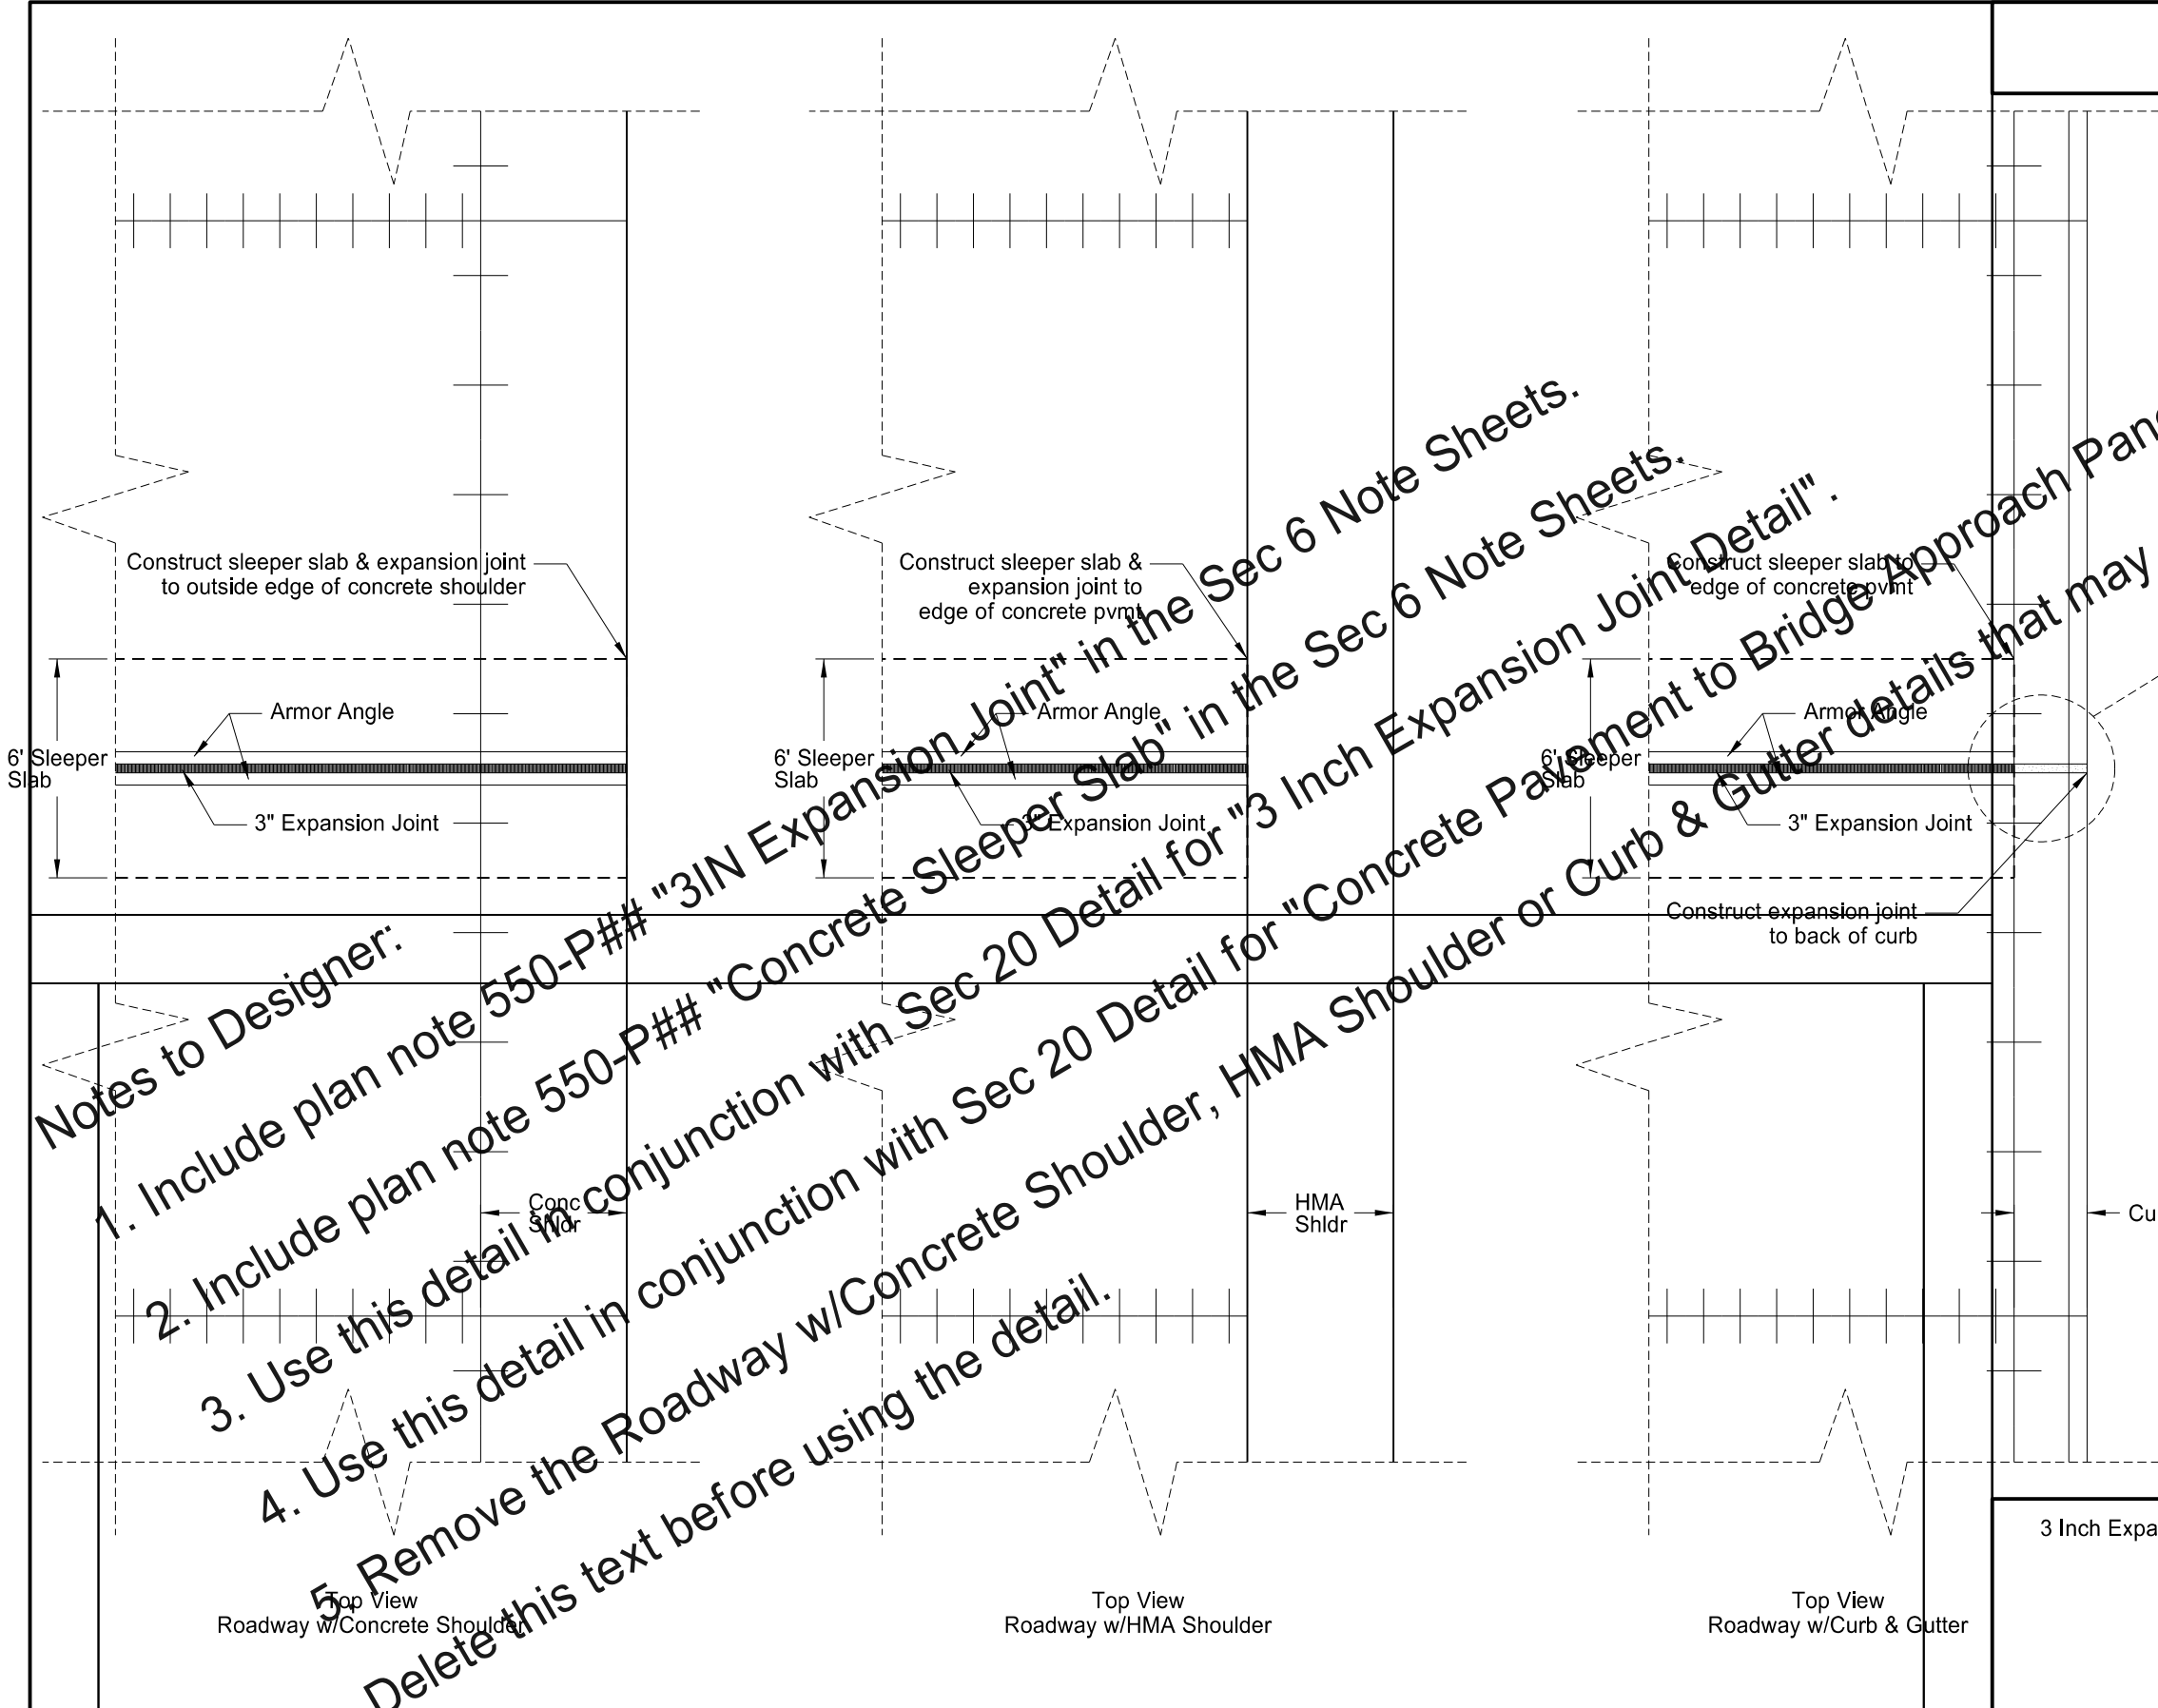 Construct sleeper slab & expansion joint
to outside edge of concrete shoulder
Armor Angle
6' Sleeper
Slab
3" Expansion Joint
Conc
Shldr
Top View
Roadway w/Concrete Shoulder
Construct sleeper slab &
expansion joint to
edge of concrete pvmt
Armor Angle
6' Sleeper
Slab
3" Expansion Joint
HMA
Shldr
Top View
Roadway w/HMA Shoulder
Construct sleeper slab to
edge of concrete pvmt
Armor Angle
6' Sleeper
Slab
3" Expansion Joint
Construct expansion joint
to back of curb
Top View
Roadway w/Curb & Gutter
3 Inch
Notes to Designer:
1. Include plan note 550-P## "3IN Expansion Joint" in the Sec 6 Note Sheets.
2. Include plan note 550-P## "Concrete Sleeper Slab" in the Sec 6 Note Sheets.
3. Use this detail in conjunction with Sec 20 Detail for "3 Inch Expansion Joint Detail".
4. Use this detail in conjunction with Sec 20 Detail for "Concrete Pavement to Bridge Approach
5. Remove the Roadway w/Concrete Shoulder, HMA Shoulder or Curb & Gutter details that may
Delete this text before using the detail.